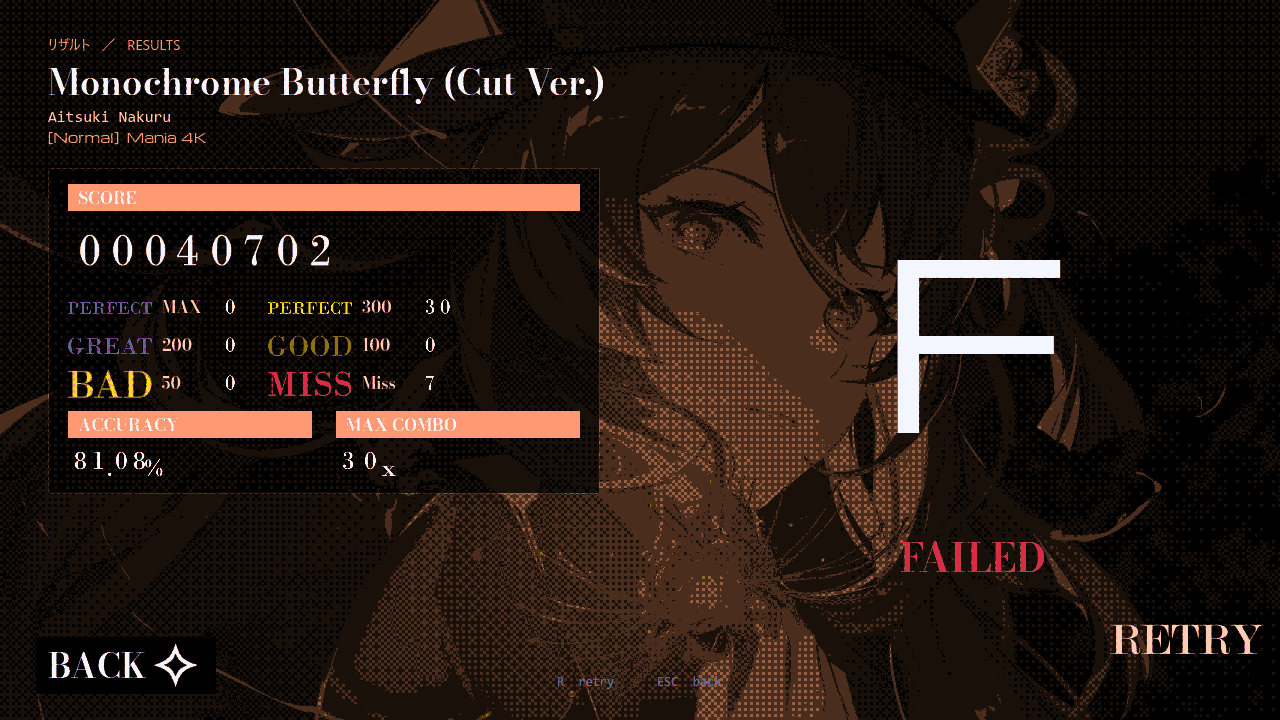 リザルト ／ RESULTS
Monochrome Butterfly (Cut Ver.)
Aitsuki Nakuru
[Normal] Mania 4K
SCORE
00040702
PERFECT MAX 0 PERFECT 300 30
GREAT 200 0 GOOD 100 0
BAD 50 0 MISS Miss 7
ACCURACY MAX COMBO
81.08% 30x
F
FAILED
RETRY
BACK
R retry ESC back